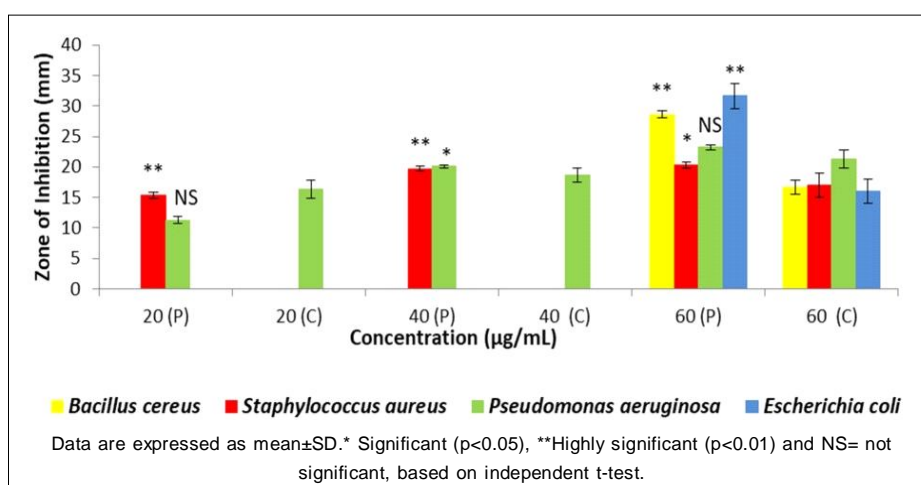 40
35
30
25
20
15
10
5
0
Zone of Inhibition (mm)
**
NS
**
*
**
*
NS
**
20 (P)
20 (C)
40 (P)
40 (C)
60 (P)
60 (C)
Concentration (µg/mL)
Bacillus cereus
Staphylococcus aureus
Pseudomonas aeruginosa
Escherichia coli
Data are expressed as mean±SD.* Significant (p<0.05), **Highly significant (p<0.01) and NS= not
significant, based on independent t-test.